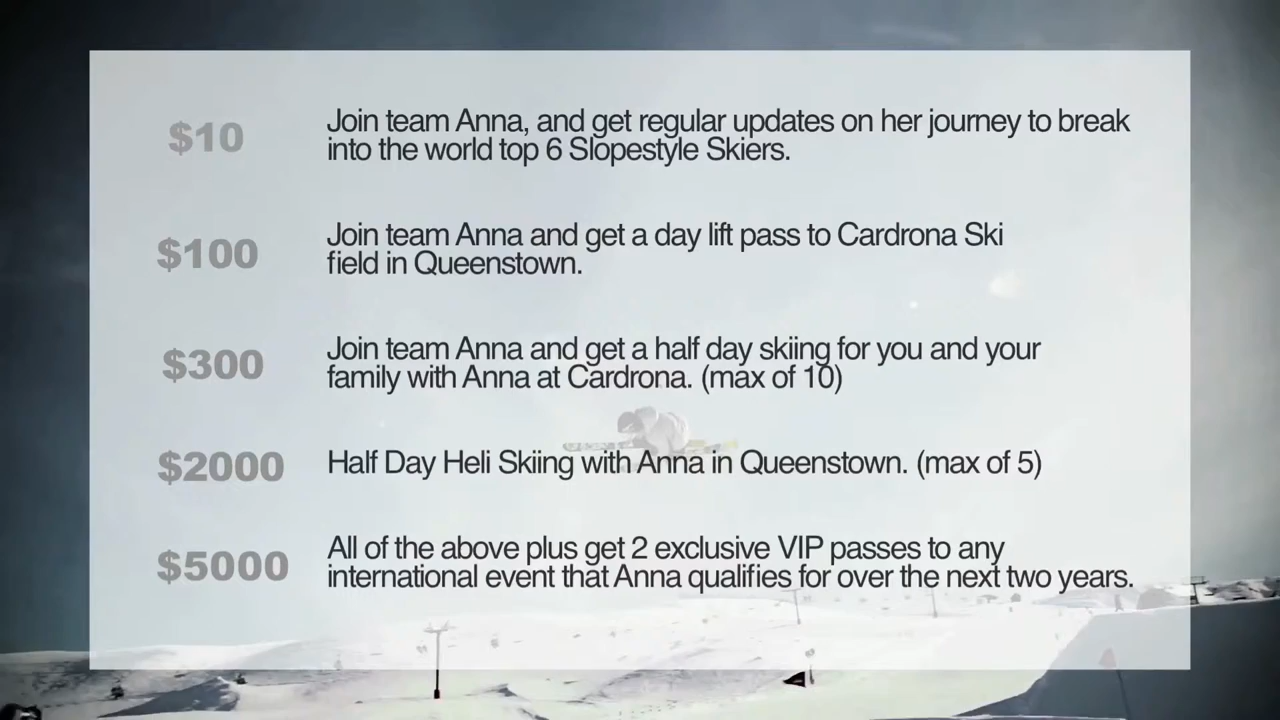 $10
Join team Anna, and get regular updates on her journey to break
into the world top 6 Slopestyle Skiers.
$100
Join team Anna and get a day lift pass to Cardrona Ski
field in Queenstown.
$300
Join team Anna and get a half day skiing for you and your
family with Anna at Cardrona. (max of 10)
$2000
Half Day Heli Skiing with Anna in Queenstown. (max of 5)
$5000
All of the above plus get 2 exclusive VIP passes to any
international event that Anna qualifies for over the next two years.